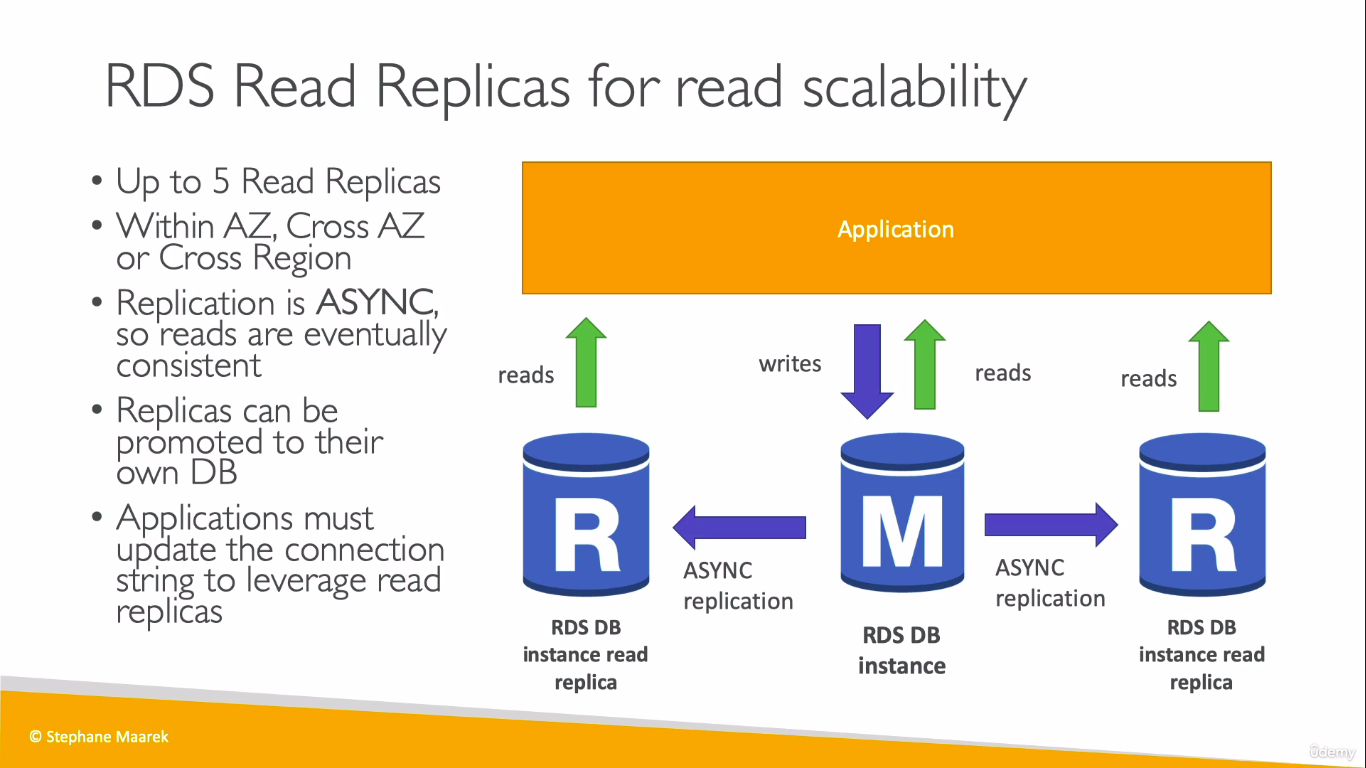 RDS Read Replicas for read scalability
• Up to 5 Read Replicas
• Within AZ, Cross AZ
or Cross Region
• Replication is ASYNC,
so reads are eventually
consistent
• Replicas can be
promoted to their
own DB
• Applications must
update the connection
string to leverage read
replicas
Application
reads
writes
reads
reads
R
M
R
ASYNC
replication
ASYNC
replication
RDS DB
instance read
replica
RDS DB
instance
RDS DB
instance read
replica
© Stephane Maarek
ûdemy